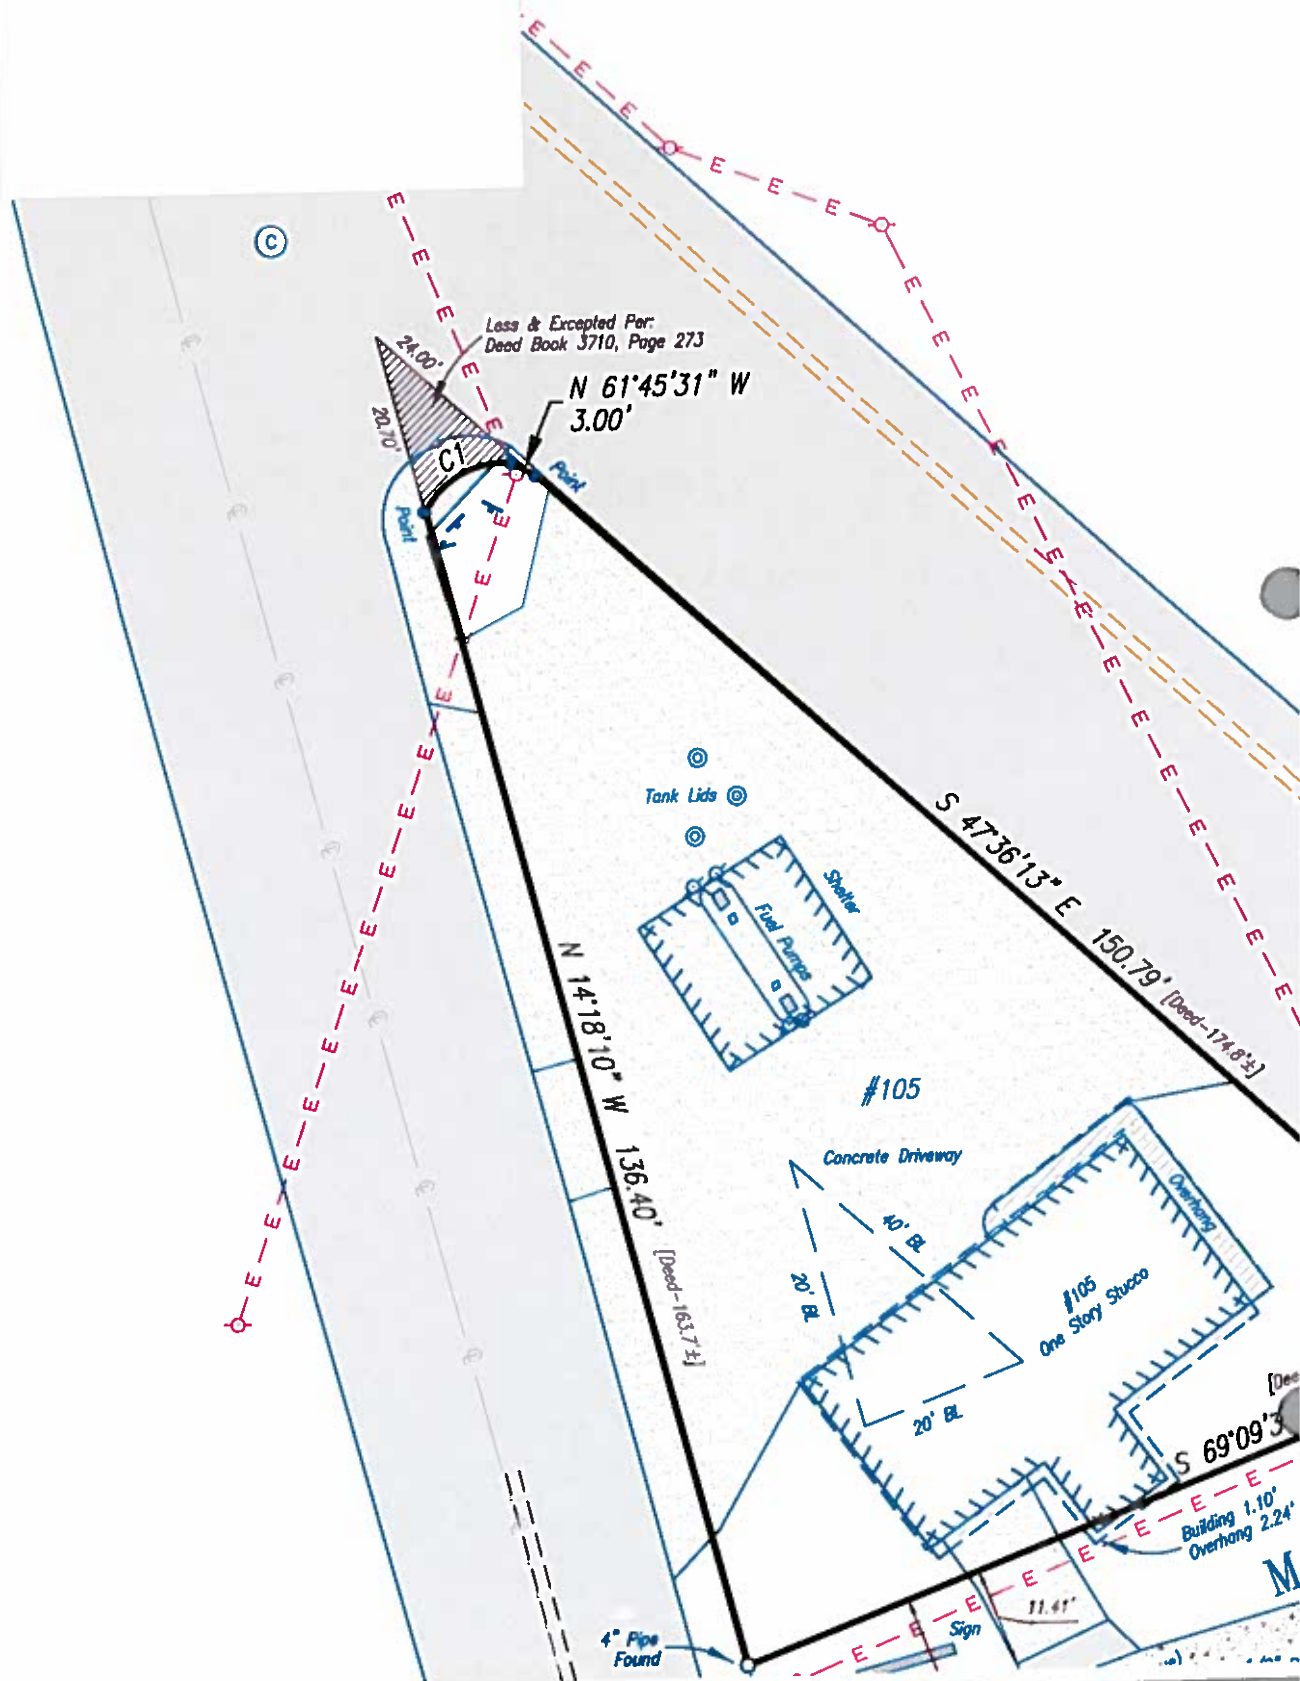 C
24.00'
Less & Excepted Per:
Deed Book 3710, Page 273
N 61°45'31" W
3.00'
20.70'
C1
Point
Point
Tank Lids
Shelter
Fuel Pumps
S 47°36'13" E 150.79' [Deed-174.8'±]
N 14°18'10" W 136.40' [Deed-163.7'±]
#105
Concrete Driveway
40' BL
20' BL
20' BL
Overhang
#105
One Story Stucco
[Dee
S 69°09'3
Building 1.10'
Overhang 2.24'
M
11.41'
Sign
4" Pipe
Found
E E E E E E E E E E E E